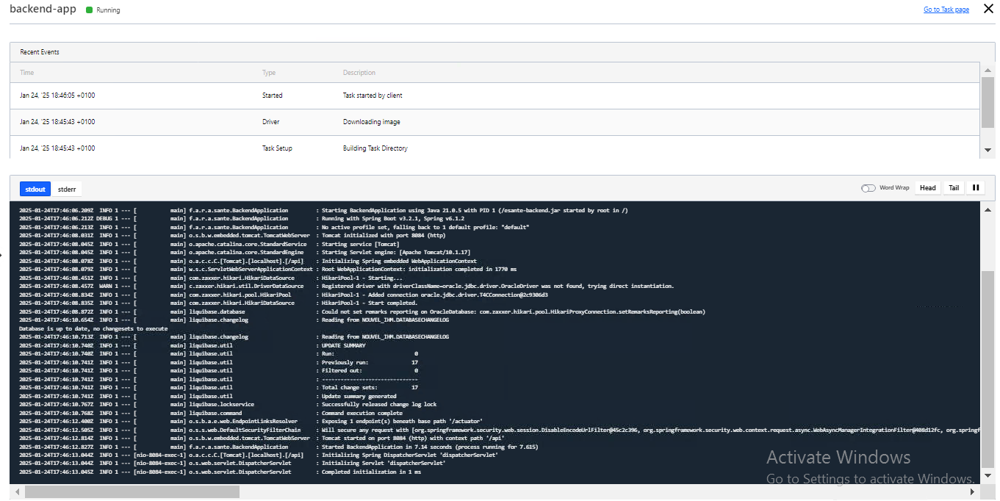 backend-app Running Go to Task page
Recent Events
Time Type Description
Jan 24, '25 18:46:05 +0100 Started Task started by client
Jan 24, '25 18:45:43 +0100 Driver Downloading image
Jan 24, '25 18:45:43 +0100 Task Setup Building Task Directory
stdout stderr Word Wrap Head Tail
2025-01-24T17:46:06.209Z INFO 1 --- [ main] f.a.r.a.sante.BackendApplication : Starting BackendApplication using Java 21.0.5 with PID 1 (/esante-backend.jar started by root in /)
2025-01-24T17:46:06.212Z DEBUG 1 --- [ main] f.a.r.a.sante.BackendApplication : Running with Spring Boot v3.2.1, Spring v6.1.2
2025-01-24T17:46:06.213Z INFO 1 --- [ main] f.a.r.a.sante.BackendApplication : No active profile set, falling back to 1 default profile: "default"
2025-01-24T17:46:08.031Z INFO 1 --- [ main] o.s.b.w.embedded.tomcat.TomcatWebServer : Tomcat initialized with port 8084 (http)
2025-01-24T17:46:08.045Z INFO 1 --- [ main] o.apache.catalina.core.StandardService : Starting service [Tomcat]
2025-01-24T17:46:08.045Z INFO 1 --- [ main] o.apache.catalina.core.StandardEngine : Starting Servlet engine: [Apache Tomcat/10.1.17]
2025-01-24T17:46:08.078Z INFO 1 --- [ main] o.a.c.c.C.[Tomcat].[localhost].[/api] : Initializing Spring embedded WebApplicationContext
2025-01-24T17:46:08.079Z INFO 1 --- [ main] w.s.c.ServletWebServerApplicationContext : Root WebApplicationContext: initialization completed in 1770 ms
2025-01-24T17:46:08.451Z INFO 1 --- [ main] com.zaxxer.hikari.HikariDataSource : HikariPool-1 - Starting...
2025-01-24T17:46:08.457Z WARN 1 --- [ main] c.zaxxer.hikari.util.DriverDataSource : Registered driver with driverClassName=oracle.jdbc.driver.OracleDriver was not found, trying direct instantiation.
2025-01-24T17:46:08.834Z INFO 1 --- [ main] com.zaxxer.hikari.pool.HikariPool : HikariPool-1 - Added connection oracle.jdbc.driver.T4CConnection@2c9306d3
2025-01-24T17:46:08.835Z INFO 1 --- [ main] com.zaxxer.hikari.HikariDataSource : HikariPool-1 - Start completed.
2025-01-24T17:46:08.872Z INFO 1 --- [ main] liquibase.database : Could not set remarks reporting on OracleDatabase: com.zaxxer.hikari.pool.HikariProxyConnection.setRemarksReporting(boolean)
2025-01-24T17:46:10.654Z INFO 1 --- [ main] liquibase.changelog : Reading from NOUVEL_IHM.DATABASECHANGELOG
Database is up to date, no changesets to execute
2025-01-24T17:46:10.713Z INFO 1 --- [ main] liquibase.changelog : Reading from NOUVEL_IHM.DATABASECHANGELOG
2025-01-24T17:46:10.740Z INFO 1 --- [ main] liquibase.util : UPDATE SUMMARY
2025-01-24T17:46:10.740Z INFO 1 --- [ main] liquibase.util : Run: 0
2025-01-24T17:46:10.741Z INFO 1 --- [ main] liquibase.util : Previously run: 17
2025-01-24T17:46:10.741Z INFO 1 --- [ main] liquibase.util : Filtered out: 0
2025-01-24T17:46:10.741Z INFO 1 --- [ main] liquibase.util : -------------------------------
2025-01-24T17:46:10.741Z INFO 1 --- [ main] liquibase.util : Total change sets: 17
2025-01-24T17:46:10.741Z INFO 1 --- [ main] liquibase.util : Update summary generated
2025-01-24T17:46:10.767Z INFO 1 --- [ main] liquibase.lockservice : Successfully released change log lock
2025-01-24T17:46:10.768Z INFO 1 --- [ main] liquibase.command : Command execution complete
2025-01-24T17:46:12.400Z INFO 1 --- [ main] o.s.b.a.e.web.EndpointLinksResolver : Exposing 1 endpoint(s) beneath base path '/actuator'
2025-01-24T17:46:12.505Z INFO 1 --- [ main] o.s.s.web.DefaultSecurityFilterChain : Will secure any request with [org.springframework.security.web.session.DisableEncodeUrlFilter@45c2c396, org.springframework.security.web.context.request.async.WebAsyncManagerIntegrationFilter@408d12fc, org.springf
2025-01-24T17:46:12.814Z INFO 1 --- [ main] o.s.b.w.embedded.tomcat.TomcatWebServer : Tomcat started on port 8084 (http) with context path '/api'
2025-01-24T17:46:12.827Z INFO 1 --- [ main] f.a.r.a.sante.BackendApplication : Started BackendApplication in 7.14 seconds (process running for 7.615)
2025-01-24T17:46:13.044Z INFO 1 --- [nio-8084-exec-1] o.a.c.c.C.[Tomcat].[localhost].[/api] : Initializing Spring DispatcherServlet 'dispatcherServlet'
2025-01-24T17:46:13.044Z INFO 1 --- [nio-8084-exec-1] o.s.web.servlet.DispatcherServlet : Initializing Servlet 'dispatcherServlet'
2025-01-24T17:46:13.045Z INFO 1 --- [nio-8084-exec-1] o.s.web.servlet.DispatcherServlet : Completed initialization in 1 ms
Activate Windows
Go to Settings to activate Windows.